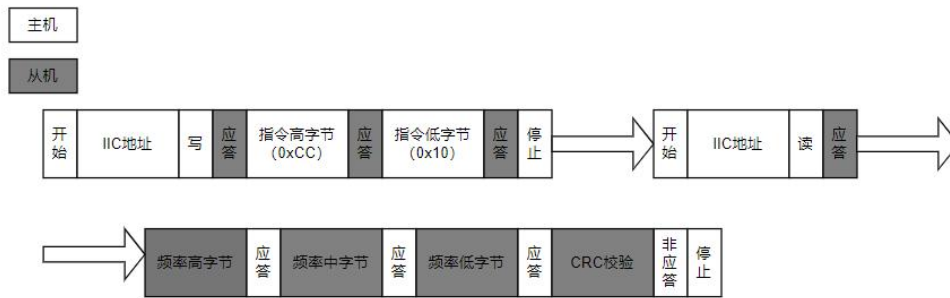 主机
从机
开始 IIC地址 写 应答 指令高字节 应答 指令低字节 应答 停止 开始 IIC地址 读 应答
(0xCC) (0x10)
频率高字节 应答 频率中字节 应答 频率低字节 应答 CRC校验 非应答 停止